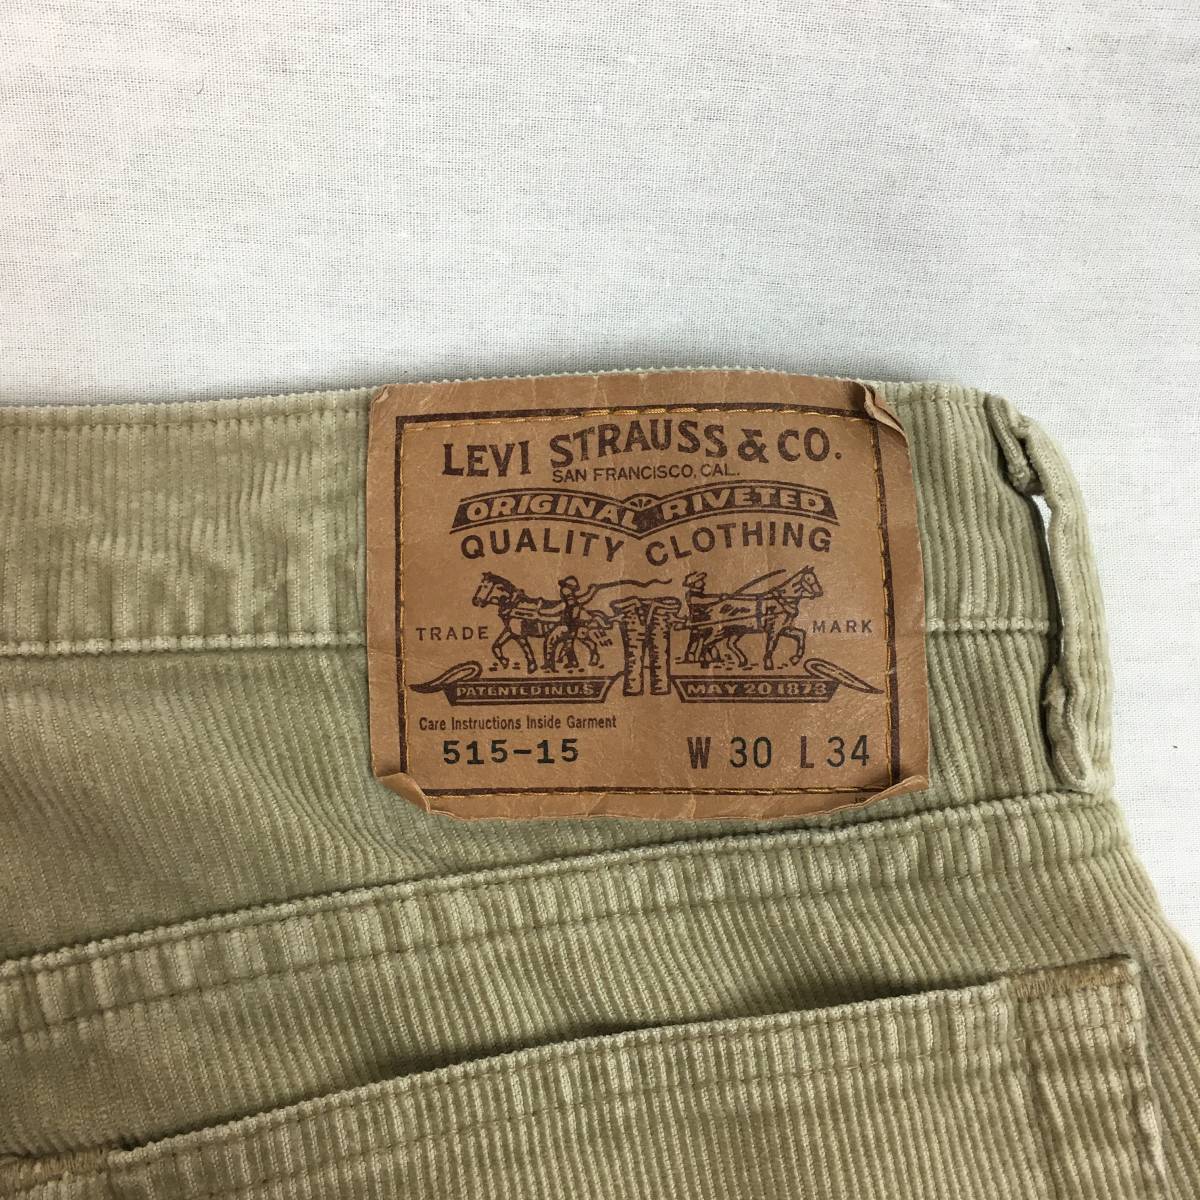 LEVI STRAUSS & CO.
SAN FRANCISCO, CAL.
ORIGINAL RIVETED
QUALITY CLOTHING
TRADE MARK
PATENTED IN U.S. MAY 20 1873
Care Instructions Inside Garment
515-15 W 30 L 34